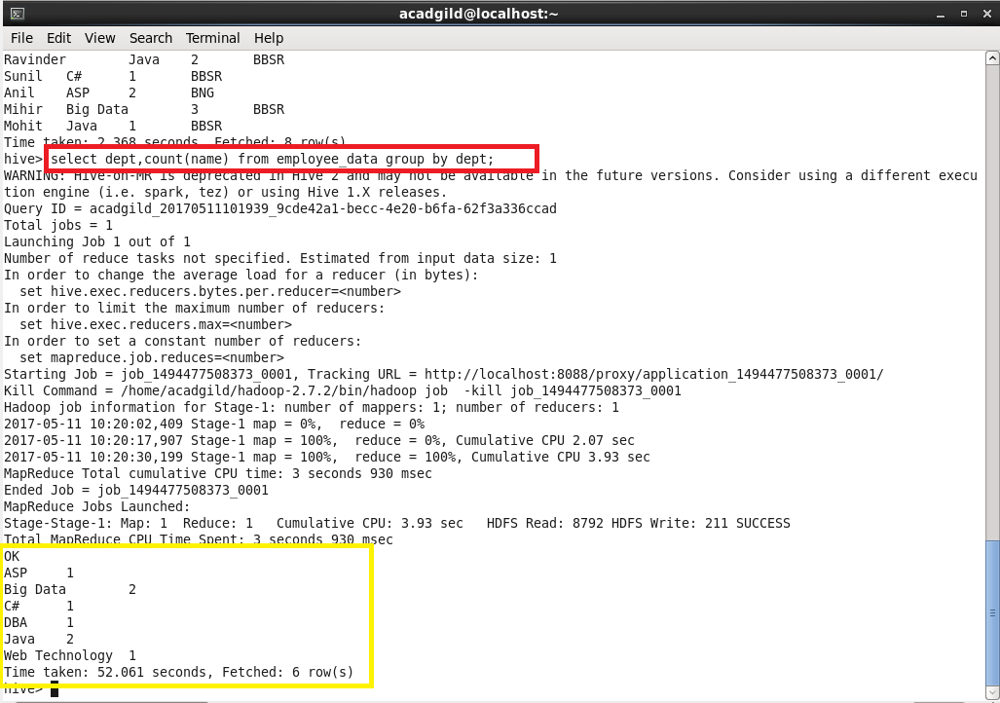 acadgild@localhost:~
File Edit View Search Terminal Help
Ravinder Java 2 BBSR
Sunil C# 1 BBSR
Anil ASP 2 BNG
Mihir Big Data 3 BBSR
Mohit Java 1 BBSR
Time taken: 2.368 seconds, Fetched: 8 row(s)
hive> select dept,count(name) from employee_data group by dept;
WARNING: Hive-on-MR is deprecated in Hive 2 and may not be available in the future versions. Consider using a different execu
tion engine (i.e. spark, tez) or using Hive 1.X releases.
Query ID = acadgild_20170511101939_9cde42a1-becc-4e20-b6fa-62f3a336ccad
Total jobs = 1
Launching Job 1 out of 1
Number of reduce tasks not specified. Estimated from input data size: 1
In order to change the average load for a reducer (in bytes):
  set hive.exec.reducers.bytes.per.reducer=<number>
In order to limit the maximum number of reducers:
  set hive.exec.reducers.max=<number>
In order to set a constant number of reducers:
  set mapreduce.job.reduces=<number>
Starting Job = job_1494477508373_0001, Tracking URL = http://localhost:8088/proxy/application_1494477508373_0001/
Kill Command = /home/acadgild/hadoop-2.7.2/bin/hadoop job  -kill job_1494477508373_0001
Hadoop job information for Stage-1: number of mappers: 1; number of reducers: 1
2017-05-11 10:20:02,409 Stage-1 map = 0%,  reduce = 0%
2017-05-11 10:20:17,907 Stage-1 map = 100%,  reduce = 0%, Cumulative CPU 2.07 sec
2017-05-11 10:20:30,199 Stage-1 map = 100%,  reduce = 100%, Cumulative CPU 3.93 sec
MapReduce Total cumulative CPU time: 3 seconds 930 msec
Ended Job = job_1494477508373_0001
MapReduce Jobs Launched:
Stage-Stage-1: Map: 1  Reduce: 1   Cumulative CPU: 3.93 sec   HDFS Read: 8792 HDFS Write: 211 SUCCESS
Total MapReduce CPU Time Spent: 3 seconds 930 msec
OK
ASP 1
Big Data 2
C# 1
DBA 1
Java 2
Web Technology 1
Time taken: 52.061 seconds, Fetched: 6 row(s)
hive>